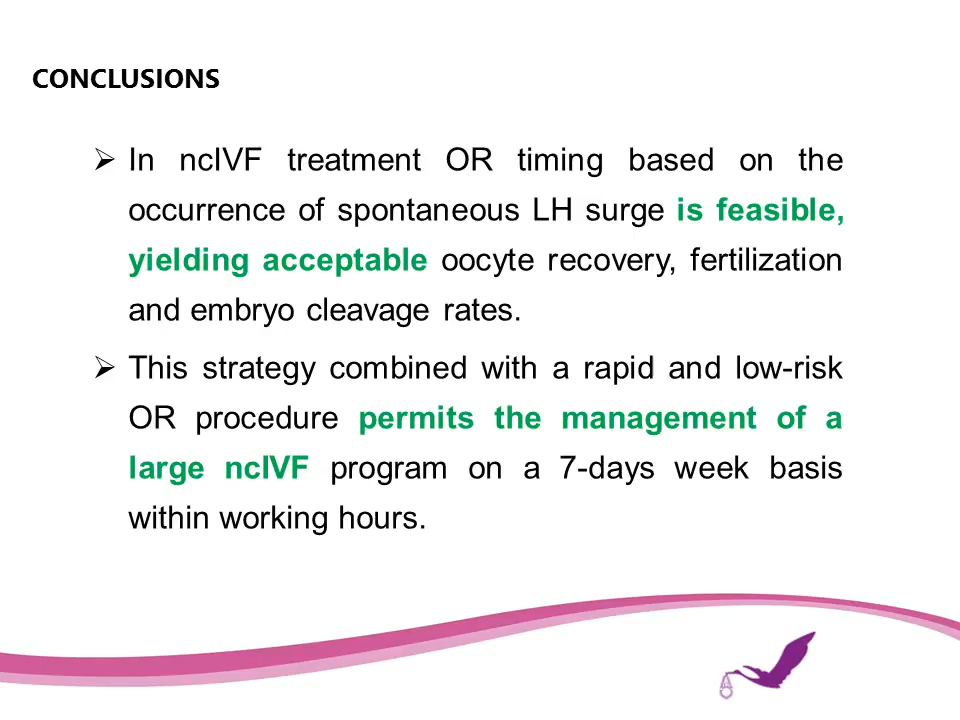 CONCLUSIONS
➢ In ncIVF treatment OR timing based on the
occurrence of spontaneous LH surge is feasible,
yielding acceptable oocyte recovery, fertilization
and embryo cleavage rates.
➢ This strategy combined with a rapid and low-risk
OR procedure permits the management of a
large ncIVF program on a 7-days week basis
within working hours.